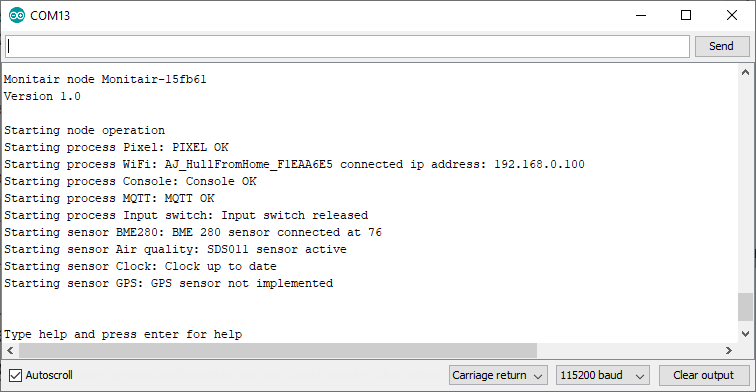 COM13
Send
Monitair node Monitair-15fb61
Version 1.0
Starting node operation
Starting process Pixel: PIXEL OK
Starting process WiFi: AJ_HullFromHome_F1EAA6E5 connected ip address: 192.168.0.100
Starting process Console: Console OK
Starting process MQTT: MQTT OK
Starting process Input switch: Input switch released
Starting sensor BME280: BME 280 sensor connected at 76
Starting sensor Air quality: SDS011 sensor active
Starting sensor Clock: Clock up to date
Starting sensor GPS: GPS sensor not implemented
Type help and press enter for help
Autoscroll
Carriage return
115200 baud
Clear output